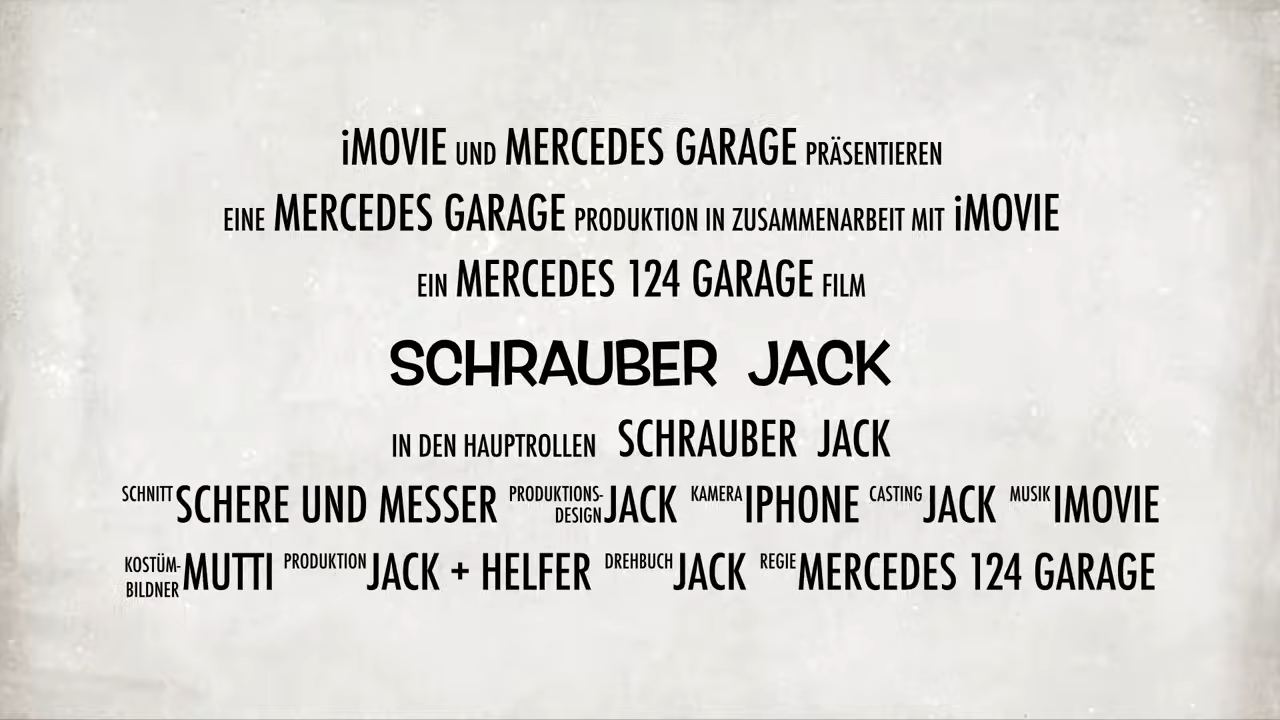 iMOVIE UND MERCEDES GARAGE PRÄSENTIEREN
EINE MERCEDES GARAGE PRODUKTION IN ZUSAMMENARBEIT MIT iMOVIE
EIN MERCEDES 124 GARAGE FILM
SCHRAUBER JACK
IN DEN HAUPTROLLEN SCHRAUBER JACK
SCHNITT SCHERE UND MESSER PRODUKTIONS-DESIGN JACK KAMERA IPHONE CASTING JACK MUSIK IMOVIE
KOSTÜM-BILDNER MUTTI PRODUKTION JACK + HELFER DREHBUCH JACK REGIE MERCEDES 124 GARAGE